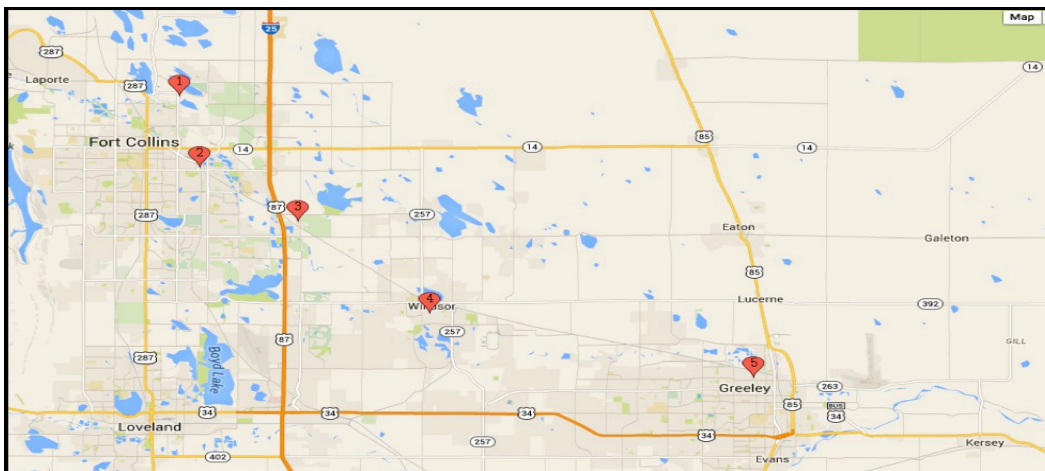 Map
25
287
14
Laporte
287
1
287
85
Fort Collins
14
14
14
2
3
87
287
257
Eaton
Galeton
85
4
Windsor
Lucerne
392
257
87
GILL
287
Boyd Lake
5
Greeley
263
85
BUS
34
34
34
34
34
Loveland
257
34
Kersey
402
Evans